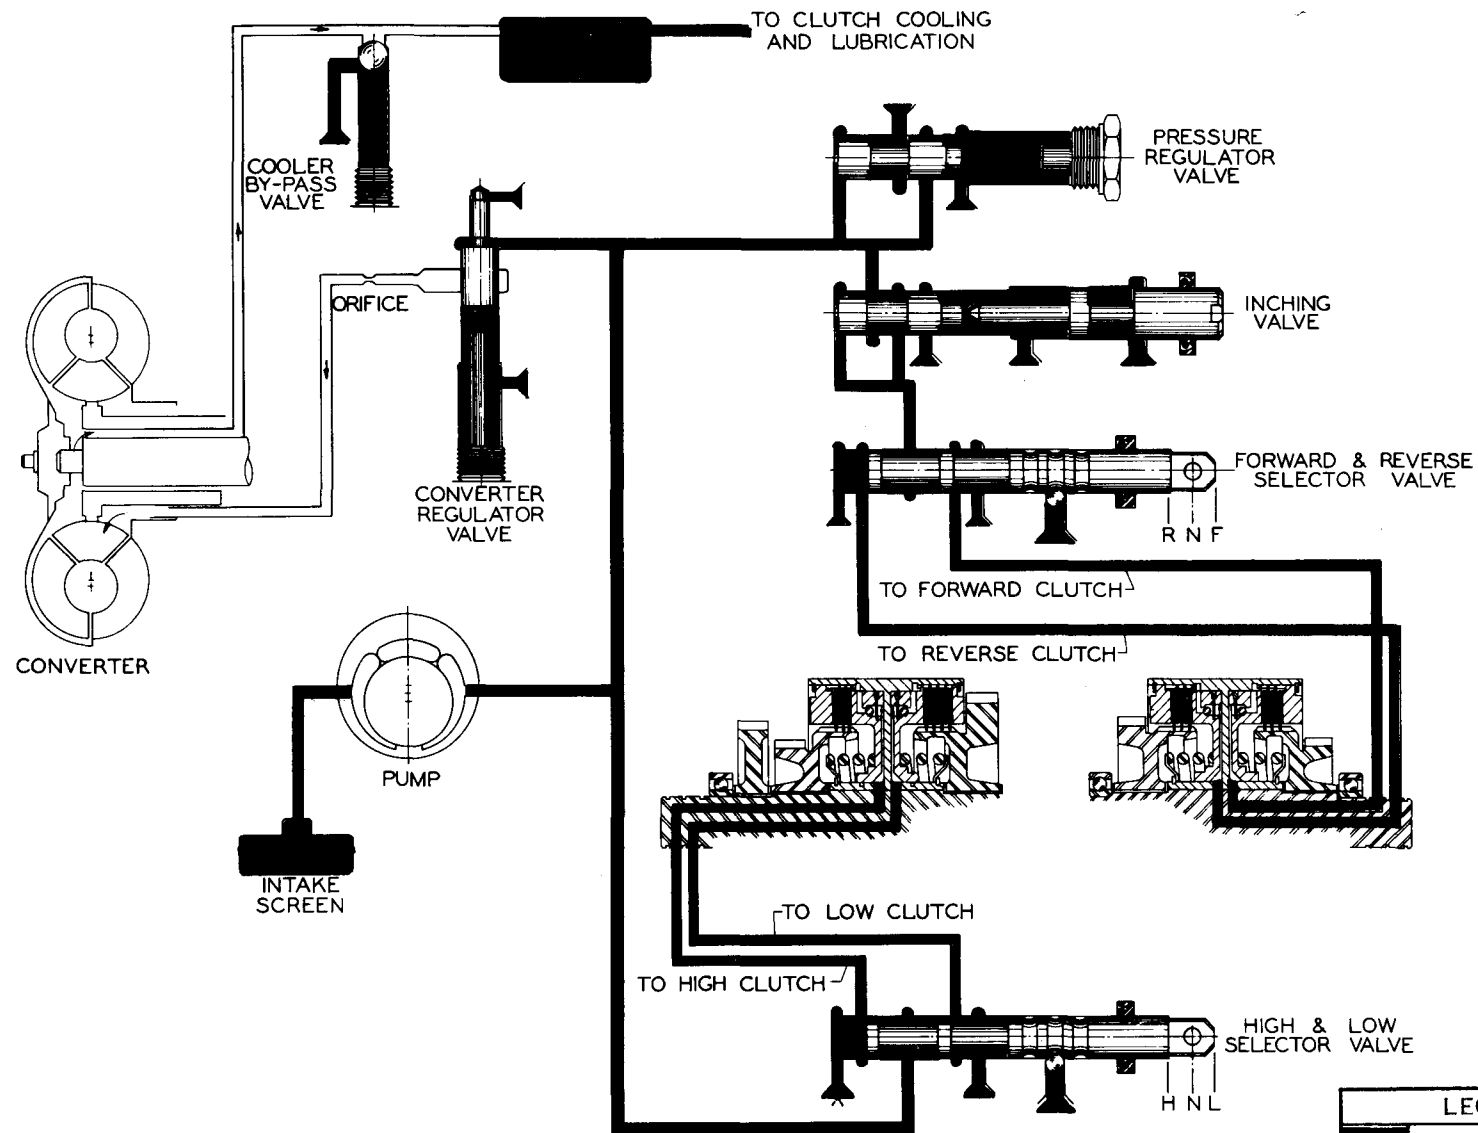 TO CLUTCH COOLING
AND LUBRICATION
COOLER
BY-PASS
VALVE
PRESSURE
REGULATOR
VALVE
ORIFICE
INCHING
VALVE
CONVERTER
REGULATOR
VALVE
FORWARD & REVERSE
SELECTOR VALVE
R N F
TO FORWARD CLUTCH
TO REVERSE CLUTCH
CONVERTER
PUMP
INTAKE
SCREEN
TO LOW CLUTCH
TO HIGH CLUTCH
HIGH & LOW
SELECTOR VALVE
H N L